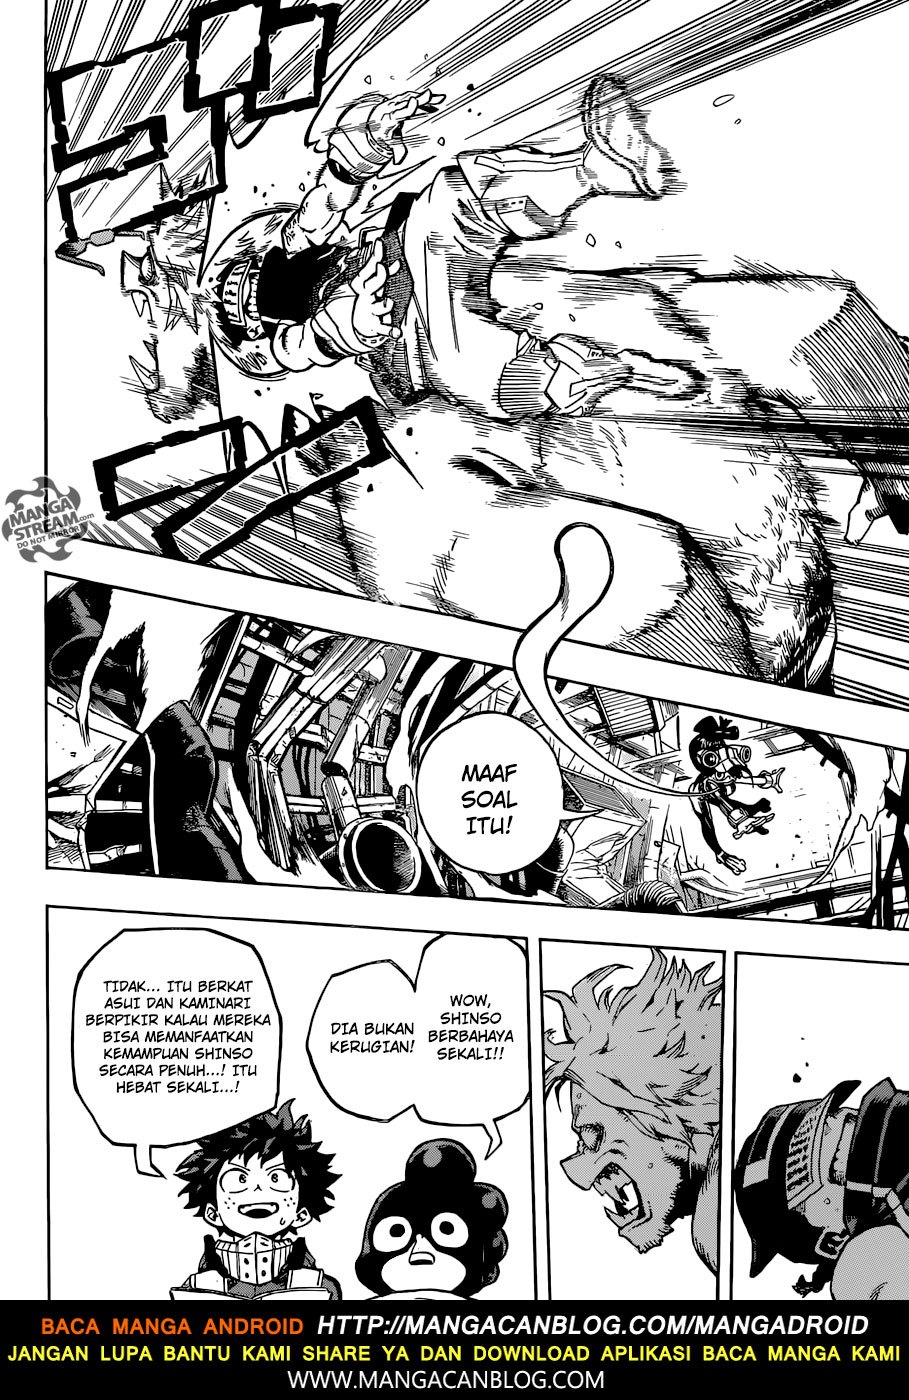 MANGA
STREAM.com
DO NOT MIRROR
MAAF
SOAL
ITU!
WOW,
SHINSO
BERBAHAYA
SEKALI!!
DIA BUKAN
KERUGIAN!
TIDAK... ITU BERKAT
ASUI DAN KAMINARI
BERPIKIR KALAU MEREKA
BISA MEMANFAATKAN
KEMAMPUAN SHINSO
SECARA PENUH...! ITU
HEBAT SEKALI...!
BACA MANGA ANDROID HTTP://MANGACANBLOG.COM/MANGADROID
JANGAN LUPA BANTU KAMI SHARE YA DAN DOWNLOAD APLIKASI BACA MANGA KAMI
WWW.MANGACANBLOG.COM